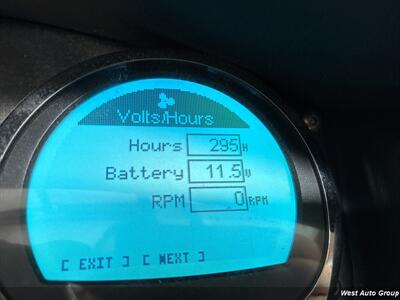 Volts/Hours
Hours 295 H
Battery 11.5 V
RPM 0 RPM
[ EXIT ] [ NEXT ]
West Auto Group